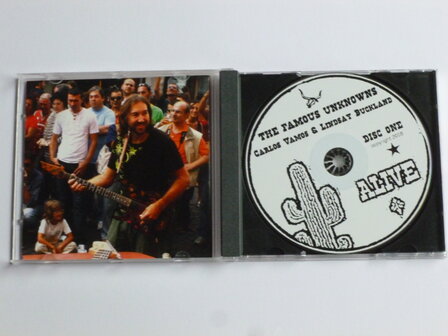 THE FAMOUS UNKNOWNS
CARLOS VAMOS & LINDSAY BUCKLAND
DISC ONE
ALIVE